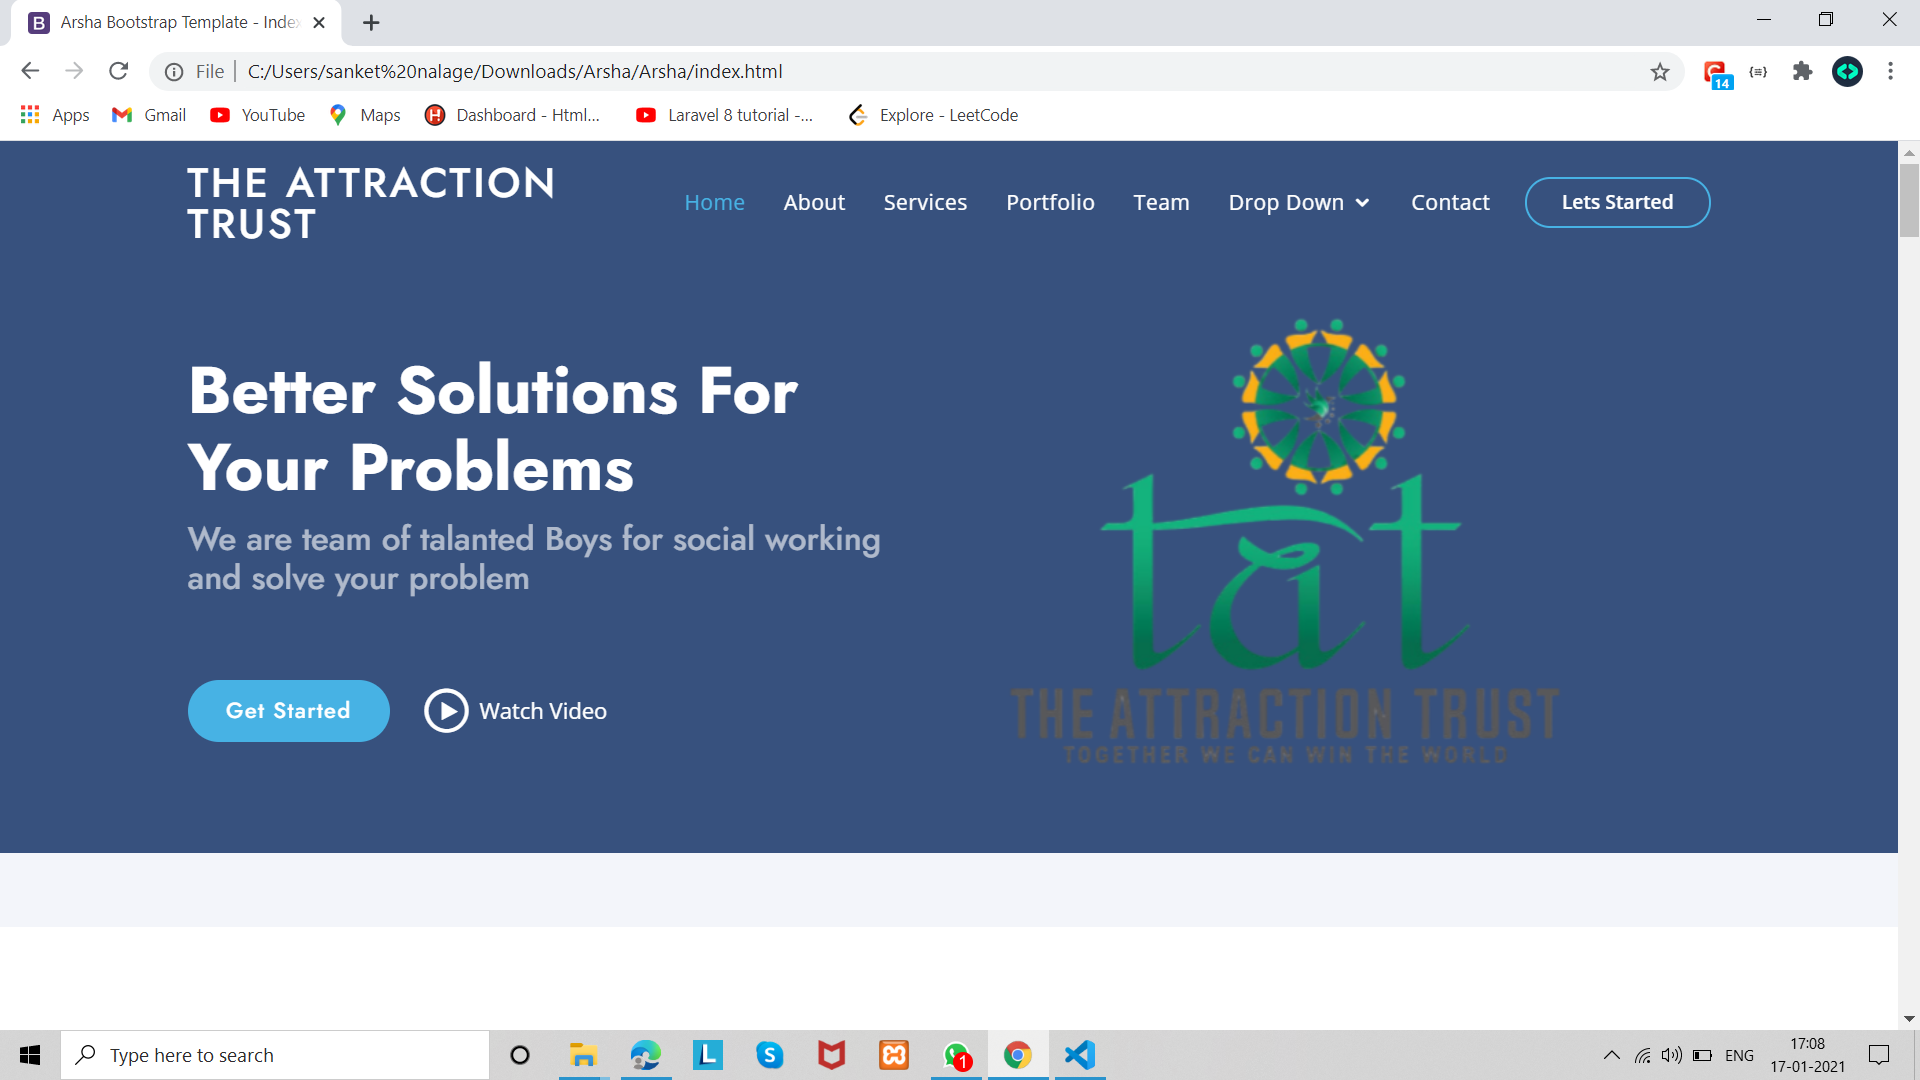 Arsha Bootstrap Template - Inde
File
C:/Users/sanket%20nalage/Downloads/Arsha/Arsha/index.html
14
Apps
Gmail
YouTube
Maps
Dashboard - Html...
Laravel 8 tutorial -...
Explore - LeetCode
THE ATTRACTION
TRUST
Home
About
Services
Portfolio
Team
Drop Down
Contact
Lets Started
Better Solutions For
Your Problems
We are team of talanted Boys for social working
and solve your problem
Get Started
Watch Video
tat
THE ATTRACTION TRUST
TOGETHER WE CAN WIN THE WORLD
Type here to search
1
ENG
17:08
17-01-2021